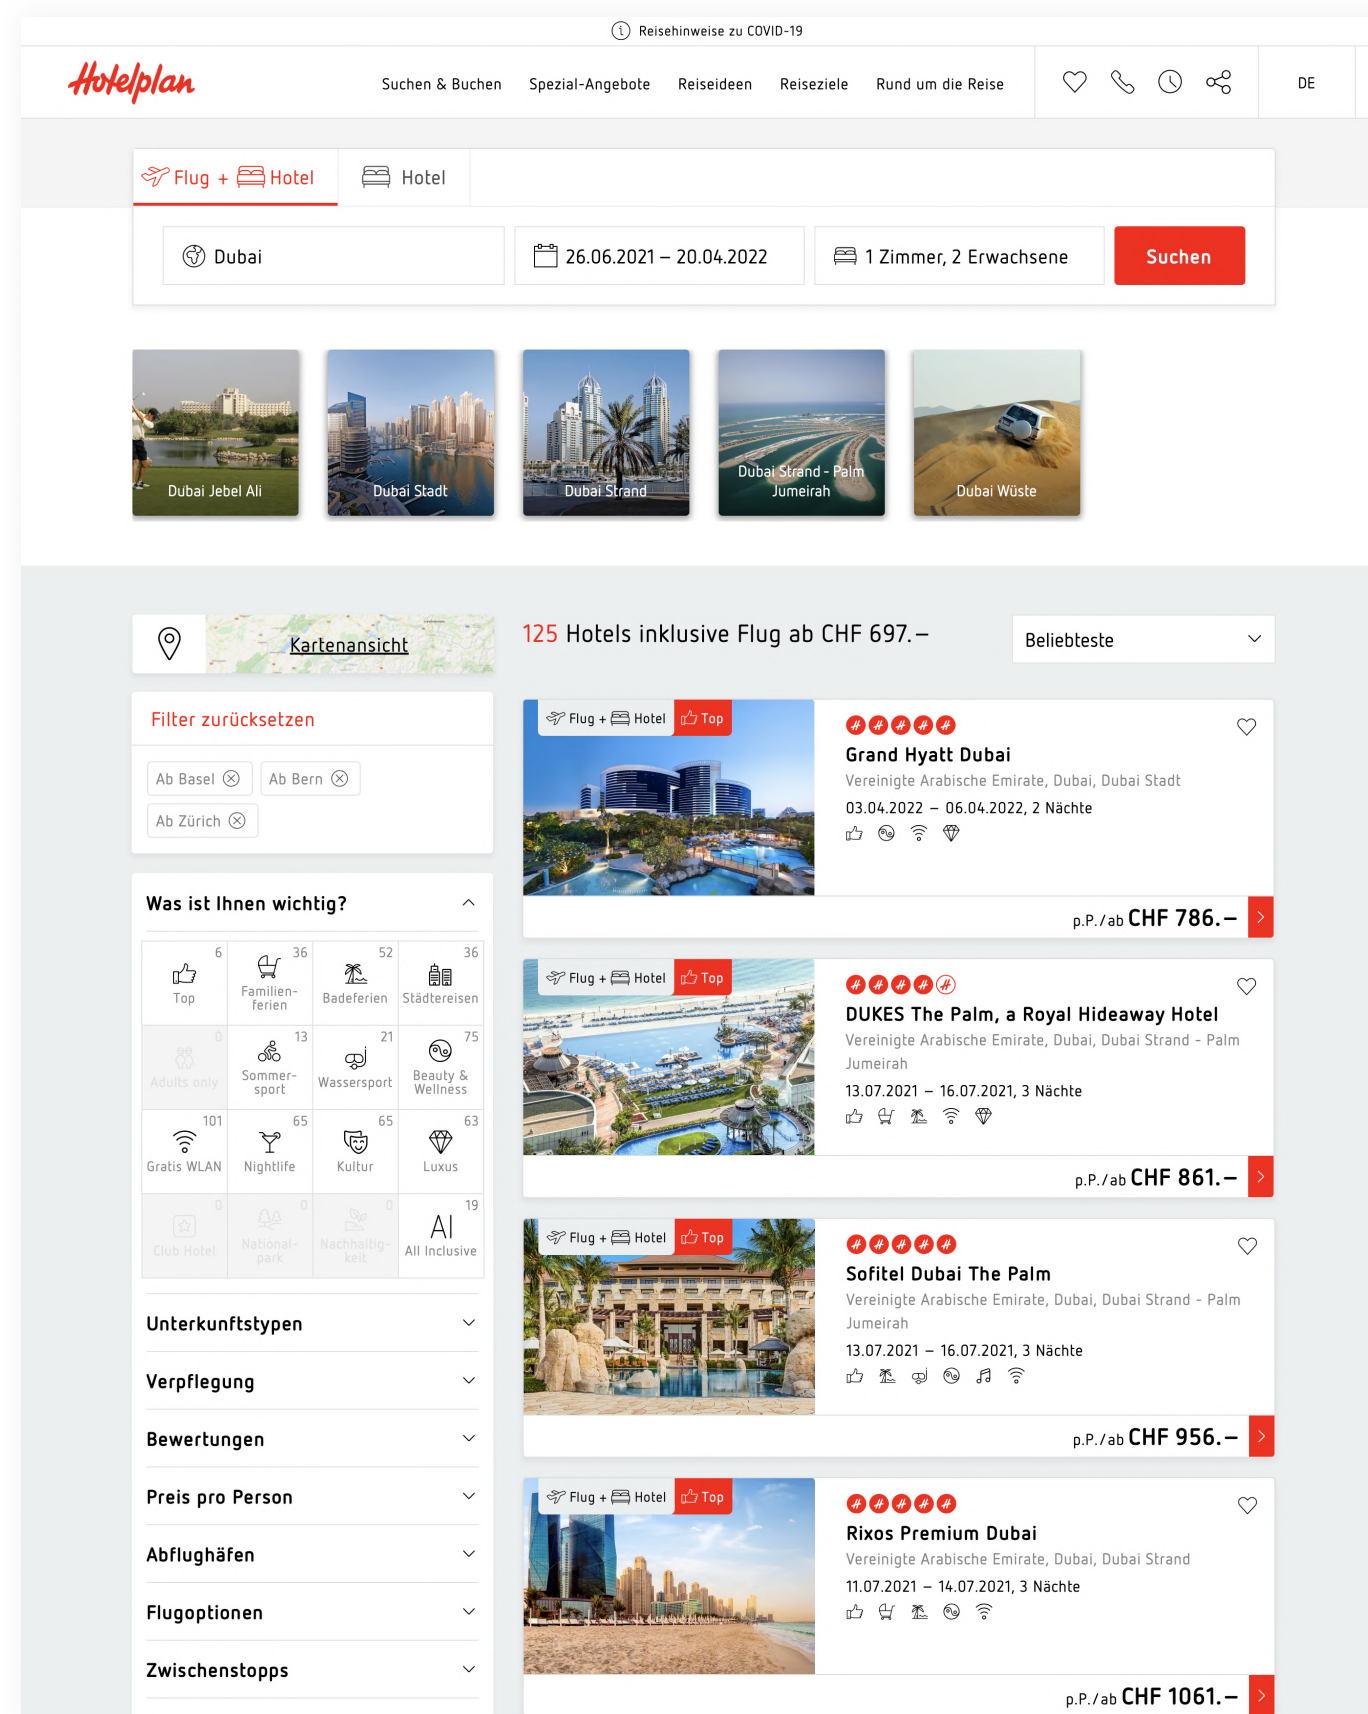 Reisehinweise zu COVID-19
Hotelplan
Suchen & Buchen Spezial-Angebote Reiseideen Reiseziele Rund um die Reise DE
Flug + Hotel Hotel
Dubai 26.06.2021 – 20.04.2022 1 Zimmer, 2 Erwachsene Suchen
Dubai Jebel Ali
Dubai Stadt
Dubai Strand
Dubai Strand - Palm
Jumeirah
Dubai Wüste
Kartenansicht
125 Hotels inklusive Flug ab CHF 697.–
Beliebteste
Filter zurücksetzen
Ab Basel
Ab Bern
Ab Zürich
Was ist Ihnen wichtig?
6
Top
36
Familien-
ferien
52
Badeferien
36
Städtereisen
0
Adults only
13
Sommer-
sport
21
Wassersport
75
Beauty &
Wellness
101
Gratis WLAN
65
Nightlife
65
Kultur
63
Luxus
0
Club Hotel
0
National-
park
0
Nachhaltig-
keit
19
AI
All Inclusive
Unterkunftstypen
Verpflegung
Bewertungen
Preis pro Person
Abflughäfen
Flugoptionen
Zwischenstopps
Flug + Hotel Top
Grand Hyatt Dubai
Vereinigte Arabische Emirate, Dubai, Dubai Stadt
03.04.2022 – 06.04.2022, 2 Nächte
p.P./ab CHF 786.–
Flug + Hotel Top
DUKES The Palm, a Royal Hideaway Hotel
Vereinigte Arabische Emirate, Dubai, Dubai Strand - Palm
Jumeirah
13.07.2021 – 16.07.2021, 3 Nächte
p.P./ab CHF 861.–
Flug + Hotel Top
Sofitel Dubai The Palm
Vereinigte Arabische Emirate, Dubai, Dubai Strand - Palm
Jumeirah
13.07.2021 – 16.07.2021, 3 Nächte
p.P./ab CHF 956.–
Flug + Hotel Top
Rixos Premium Dubai
Vereinigte Arabische Emirate, Dubai, Dubai Strand
11.07.2021 – 14.07.2021, 3 Nächte
p.P./ab CHF 1061.–